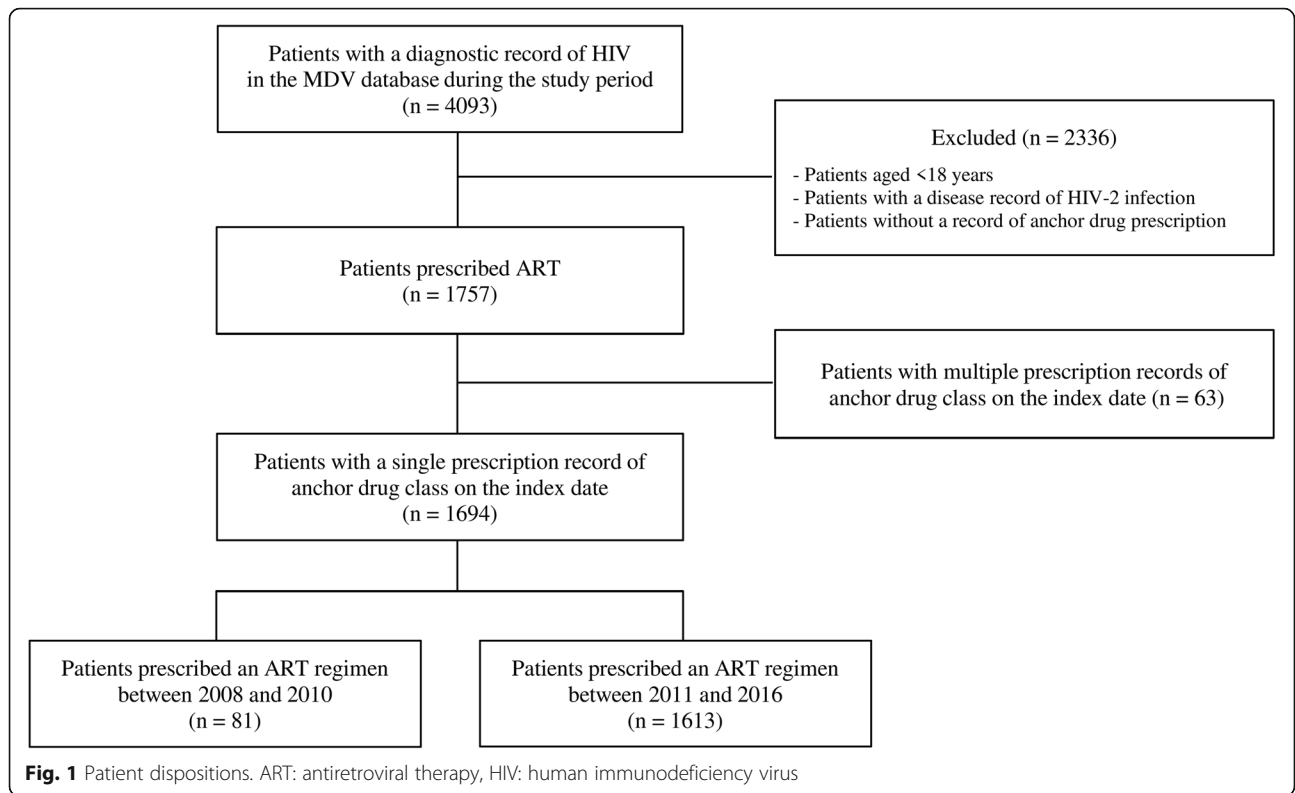 Patients with a diagnostic record of HIV
in the MDV database during the study period
(n = 4093)
Excluded (n = 2336)
- Patients aged <18 years
- Patients with a disease record of HIV-2 infection
- Patients without a record of anchor drug prescription
Patients prescribed ART
(n = 1757)
Patients with multiple prescription records of
anchor drug class on the index date (n = 63)
Patients with a single prescription record of
anchor drug class on the index date
(n = 1694)
Patients prescribed an ART regimen
between 2008 and 2010
(n = 81)
Patients prescribed an ART regimen
between 2011 and 2016
(n = 1613)
Fig. 1 Patient dispositions. ART: antiretroviral therapy, HIV: human immunodeficiency virus